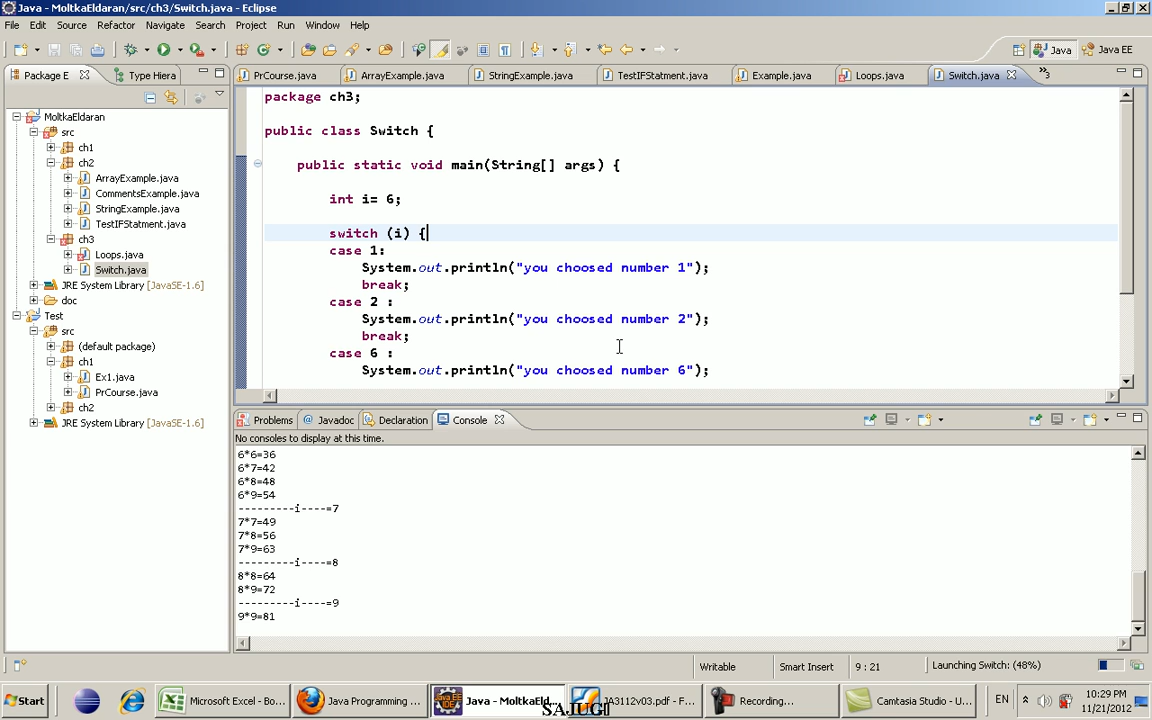 Java - MoltkaEldaran/src/ch3/Switch.java - Eclipse
File Edit Source Refactor Navigate Search Project Run Window Help
Java Java EE
Package E Type Hiera PrCourse.java ArrayExample.java StringExample.java TestIFStatment.java Example.java Loops.java Switch.java
MoltkaEldaran
src
ch1
ch2
ArrayExample.java
CommentsExample.java
StringExample.java
TestIFStatment.java
ch3
Loops.java
Switch.java
JRE System Library [JavaSE-1.6]
doc
Test
src
(default package)
ch1
Ex1.java
PrCourse.java
ch2
JRE System Library [JavaSE-1.6]
package ch3;
public class Switch {
public static void main(String[] args) {
int i= 6;
switch (i) {
case 1:
System.out.println("you choosed number 1");
break;
case 2 :
System.out.println("you choosed number 2");
break;
case 6 :
System.out.println("you choosed number 6");
Problems Javadoc Declaration Console
No consoles to display at this time.
6*6=36
6*7=42
6*8=48
6*9=54
---------i----=7
7*7=49
7*8=56
7*9=63
---------i----=8
8*8=64
8*9=72
---------i----=9
9*9=81
Writable Smart Insert 9 : 21 Launching Switch: (48%)
Start Microsoft Excel - Bo... Java Programming ... Java - MoltkaEld... JA3112v03.pdf - F... Recording... Camtasia Studio - U... EN 10:29 PM
11/21/2012